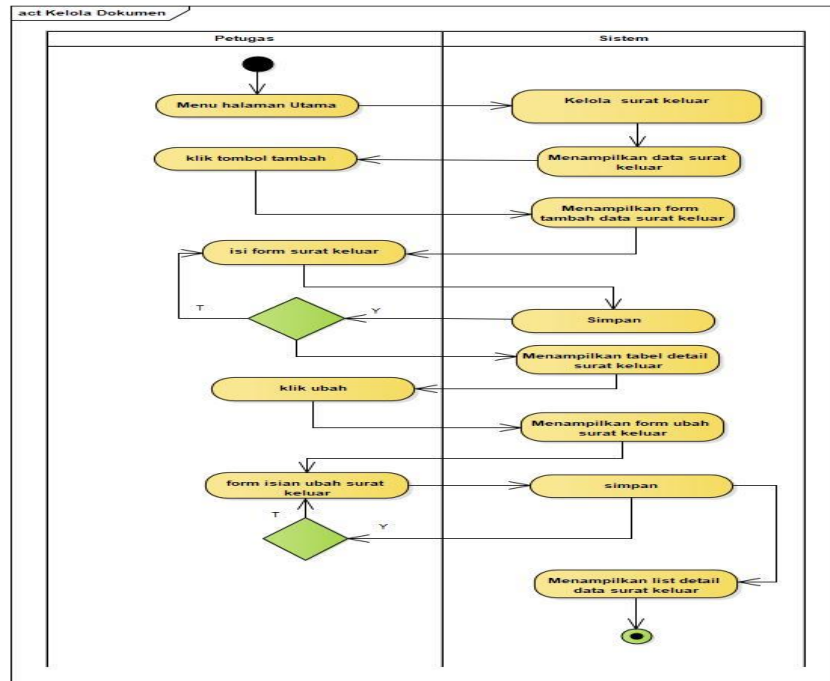 act Kelola Dokumen
Petugas
Sistem
Menu halaman Utama
Kelola surat keluar
klik tombol tambah
Menampilkan data surat
keluar
Menampilkan form
tambah data surat keluar
isi form surat keluar
T
Y
Simpan
Menampilkan tabel detail
surat keluar
klik ubah
Menampilkan form ubah
surat keluar
form isian ubah surat
keluar
simpan
T
Y
Menampilkan list detail
data surat keluar